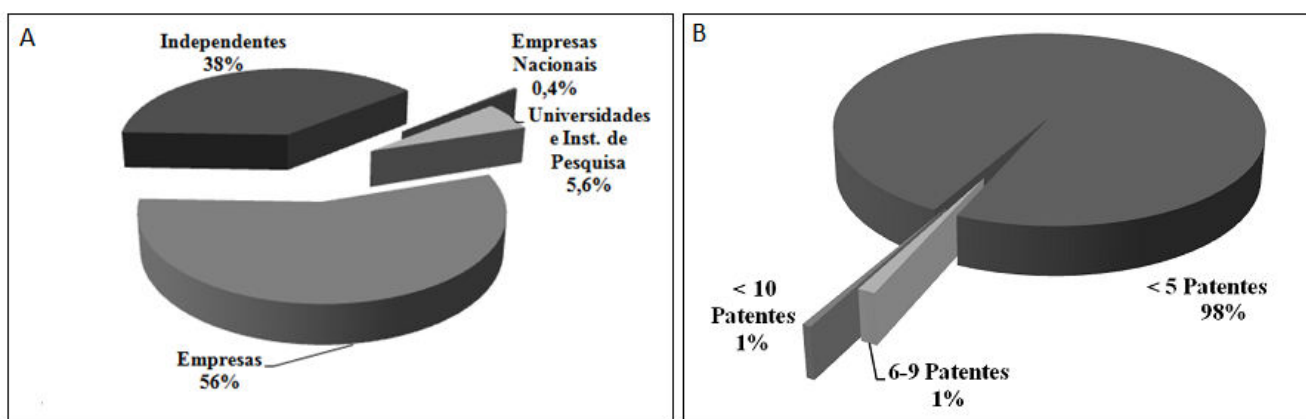 A
Independentes
38%
Empresas
Nacionais
0,4%
Universidades
e Inst. de
Pesquisa
5,6%
Empresas
56%
B
< 10
Patentes
1%
6-9 Patentes
1%
< 5 Patentes
98%